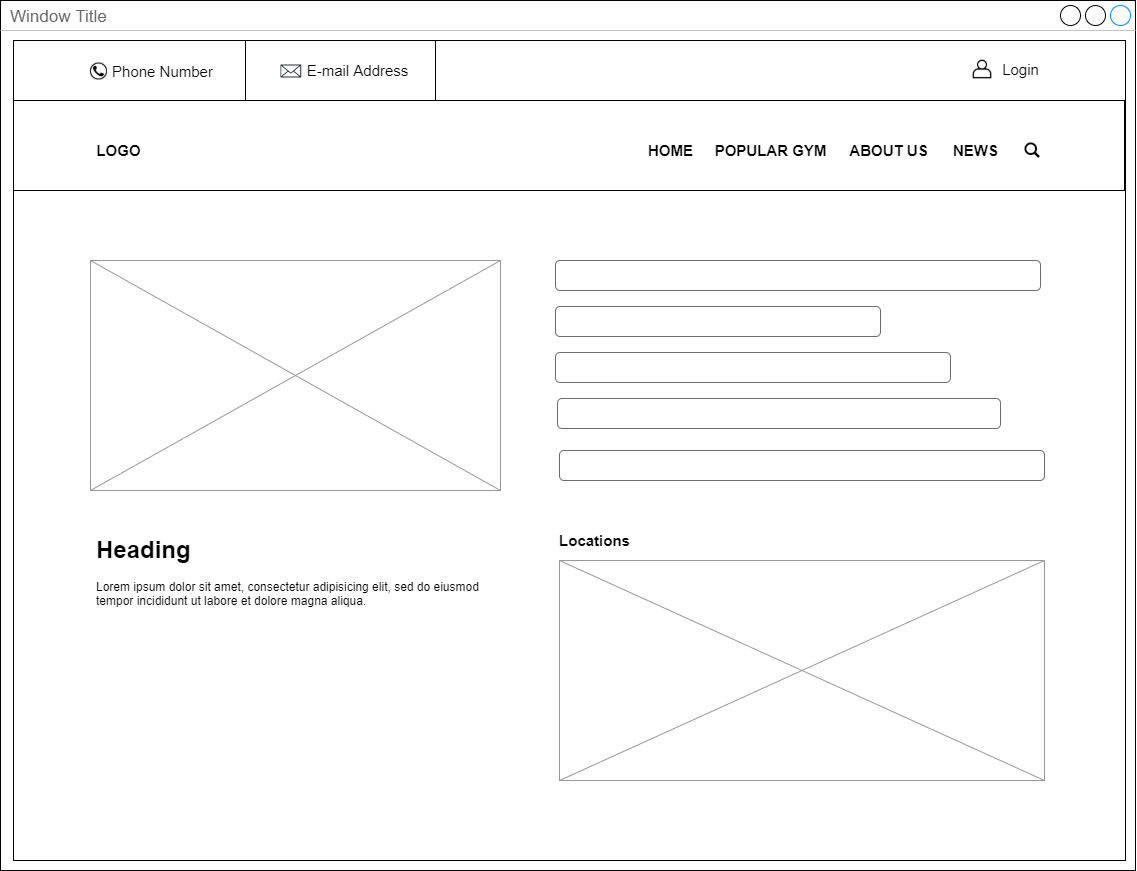 Window Title
Phone Number
E-mail Address
Login
LOGO
HOME
POPULAR GYM
ABOUT US
NEWS
Heading
Lorem ipsum dolor sit amet, consectetur adipisicing elit, sed do eiusmod
tempor incididunt ut labore et dolore magna aliqua.
Locations